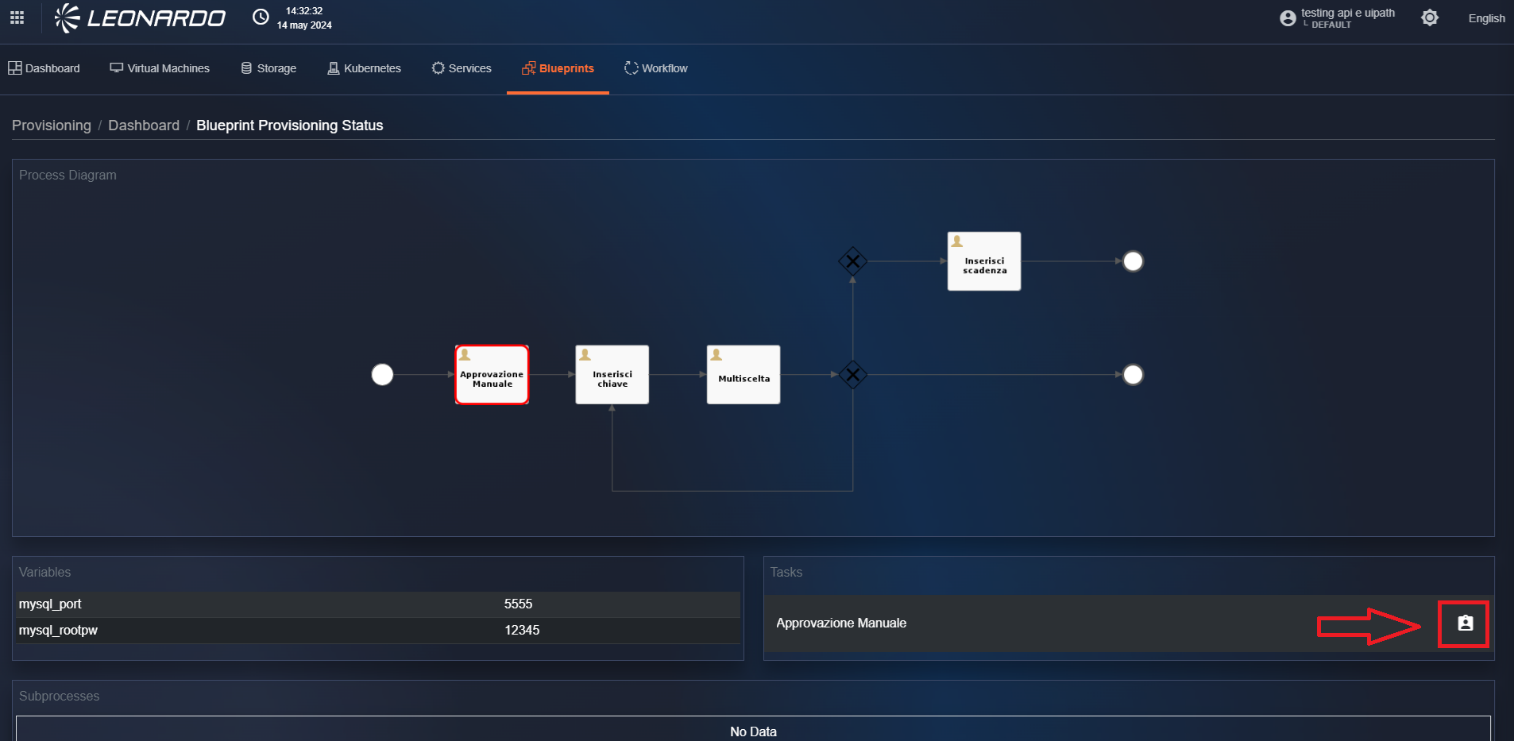 LEONARDO
14:32:32
14 may 2024
testing api e uipath
└ DEFAULT
English
Dashboard
Virtual Machines
Storage
Kubernetes
Services
Blueprints
Workflow
Provisioning / Dashboard / Blueprint Provisioning Status
Process Diagram
Inserisci
scadenza
Approvazione
Manuale
Inserisci
chiave
Multiscelta
Variables
mysql_port 5555
mysql_rootpw 12345
Tasks
Approvazione Manuale
Subprocesses
No Data